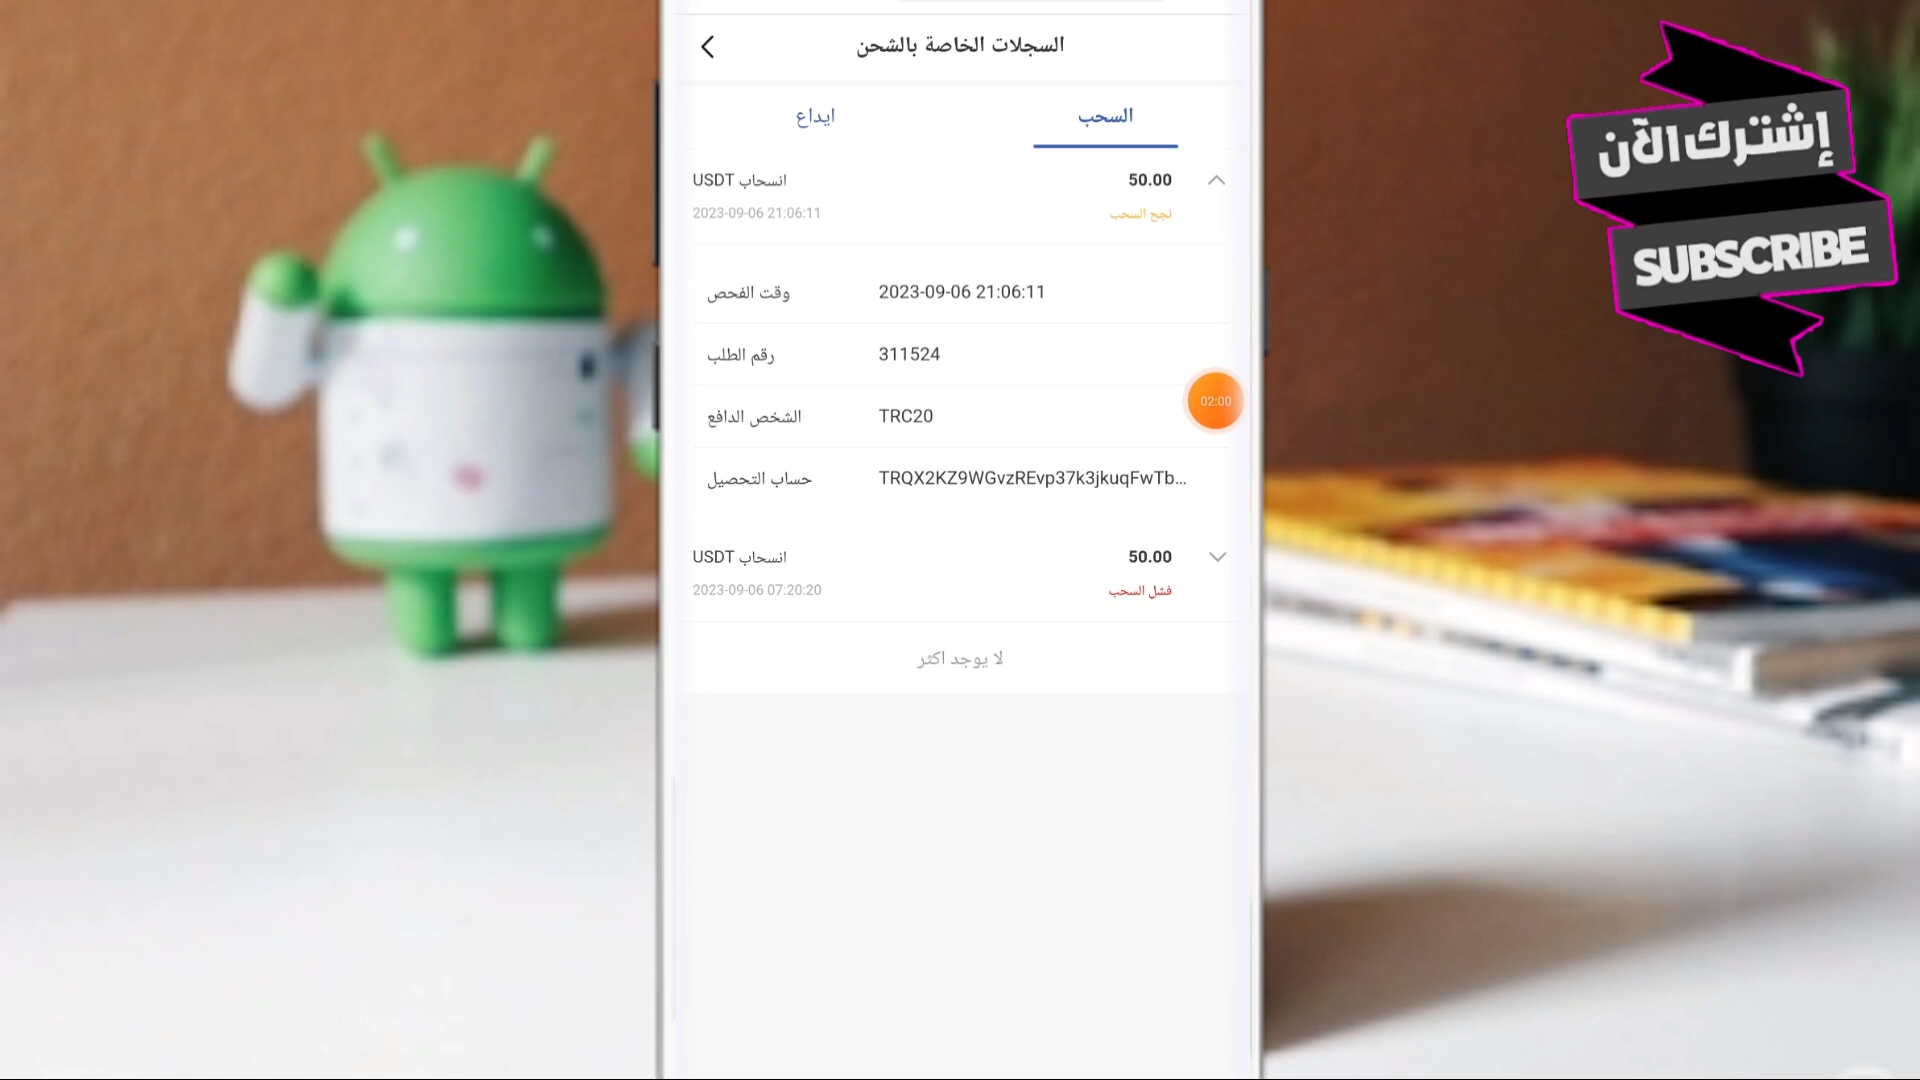 السجلات الخاصة بالشحن
السحب
ايداع
انسحاب USDT
50.00
2023-09-06 21:06:11
نجح السحب
وقت الفحص
2023-09-06 21:06:11
رقم الطلب
311524
الشخص الدافع
TRC20
حساب التحصيل
TRQX2KZ9WGvzREvp37k3jkuqFwTb...
انسحاب USDT
50.00
2023-09-06 07:20:20
فشل السحب
لا يوجد اكثر
02:00
إشترك الآن
SUBSCRIBE